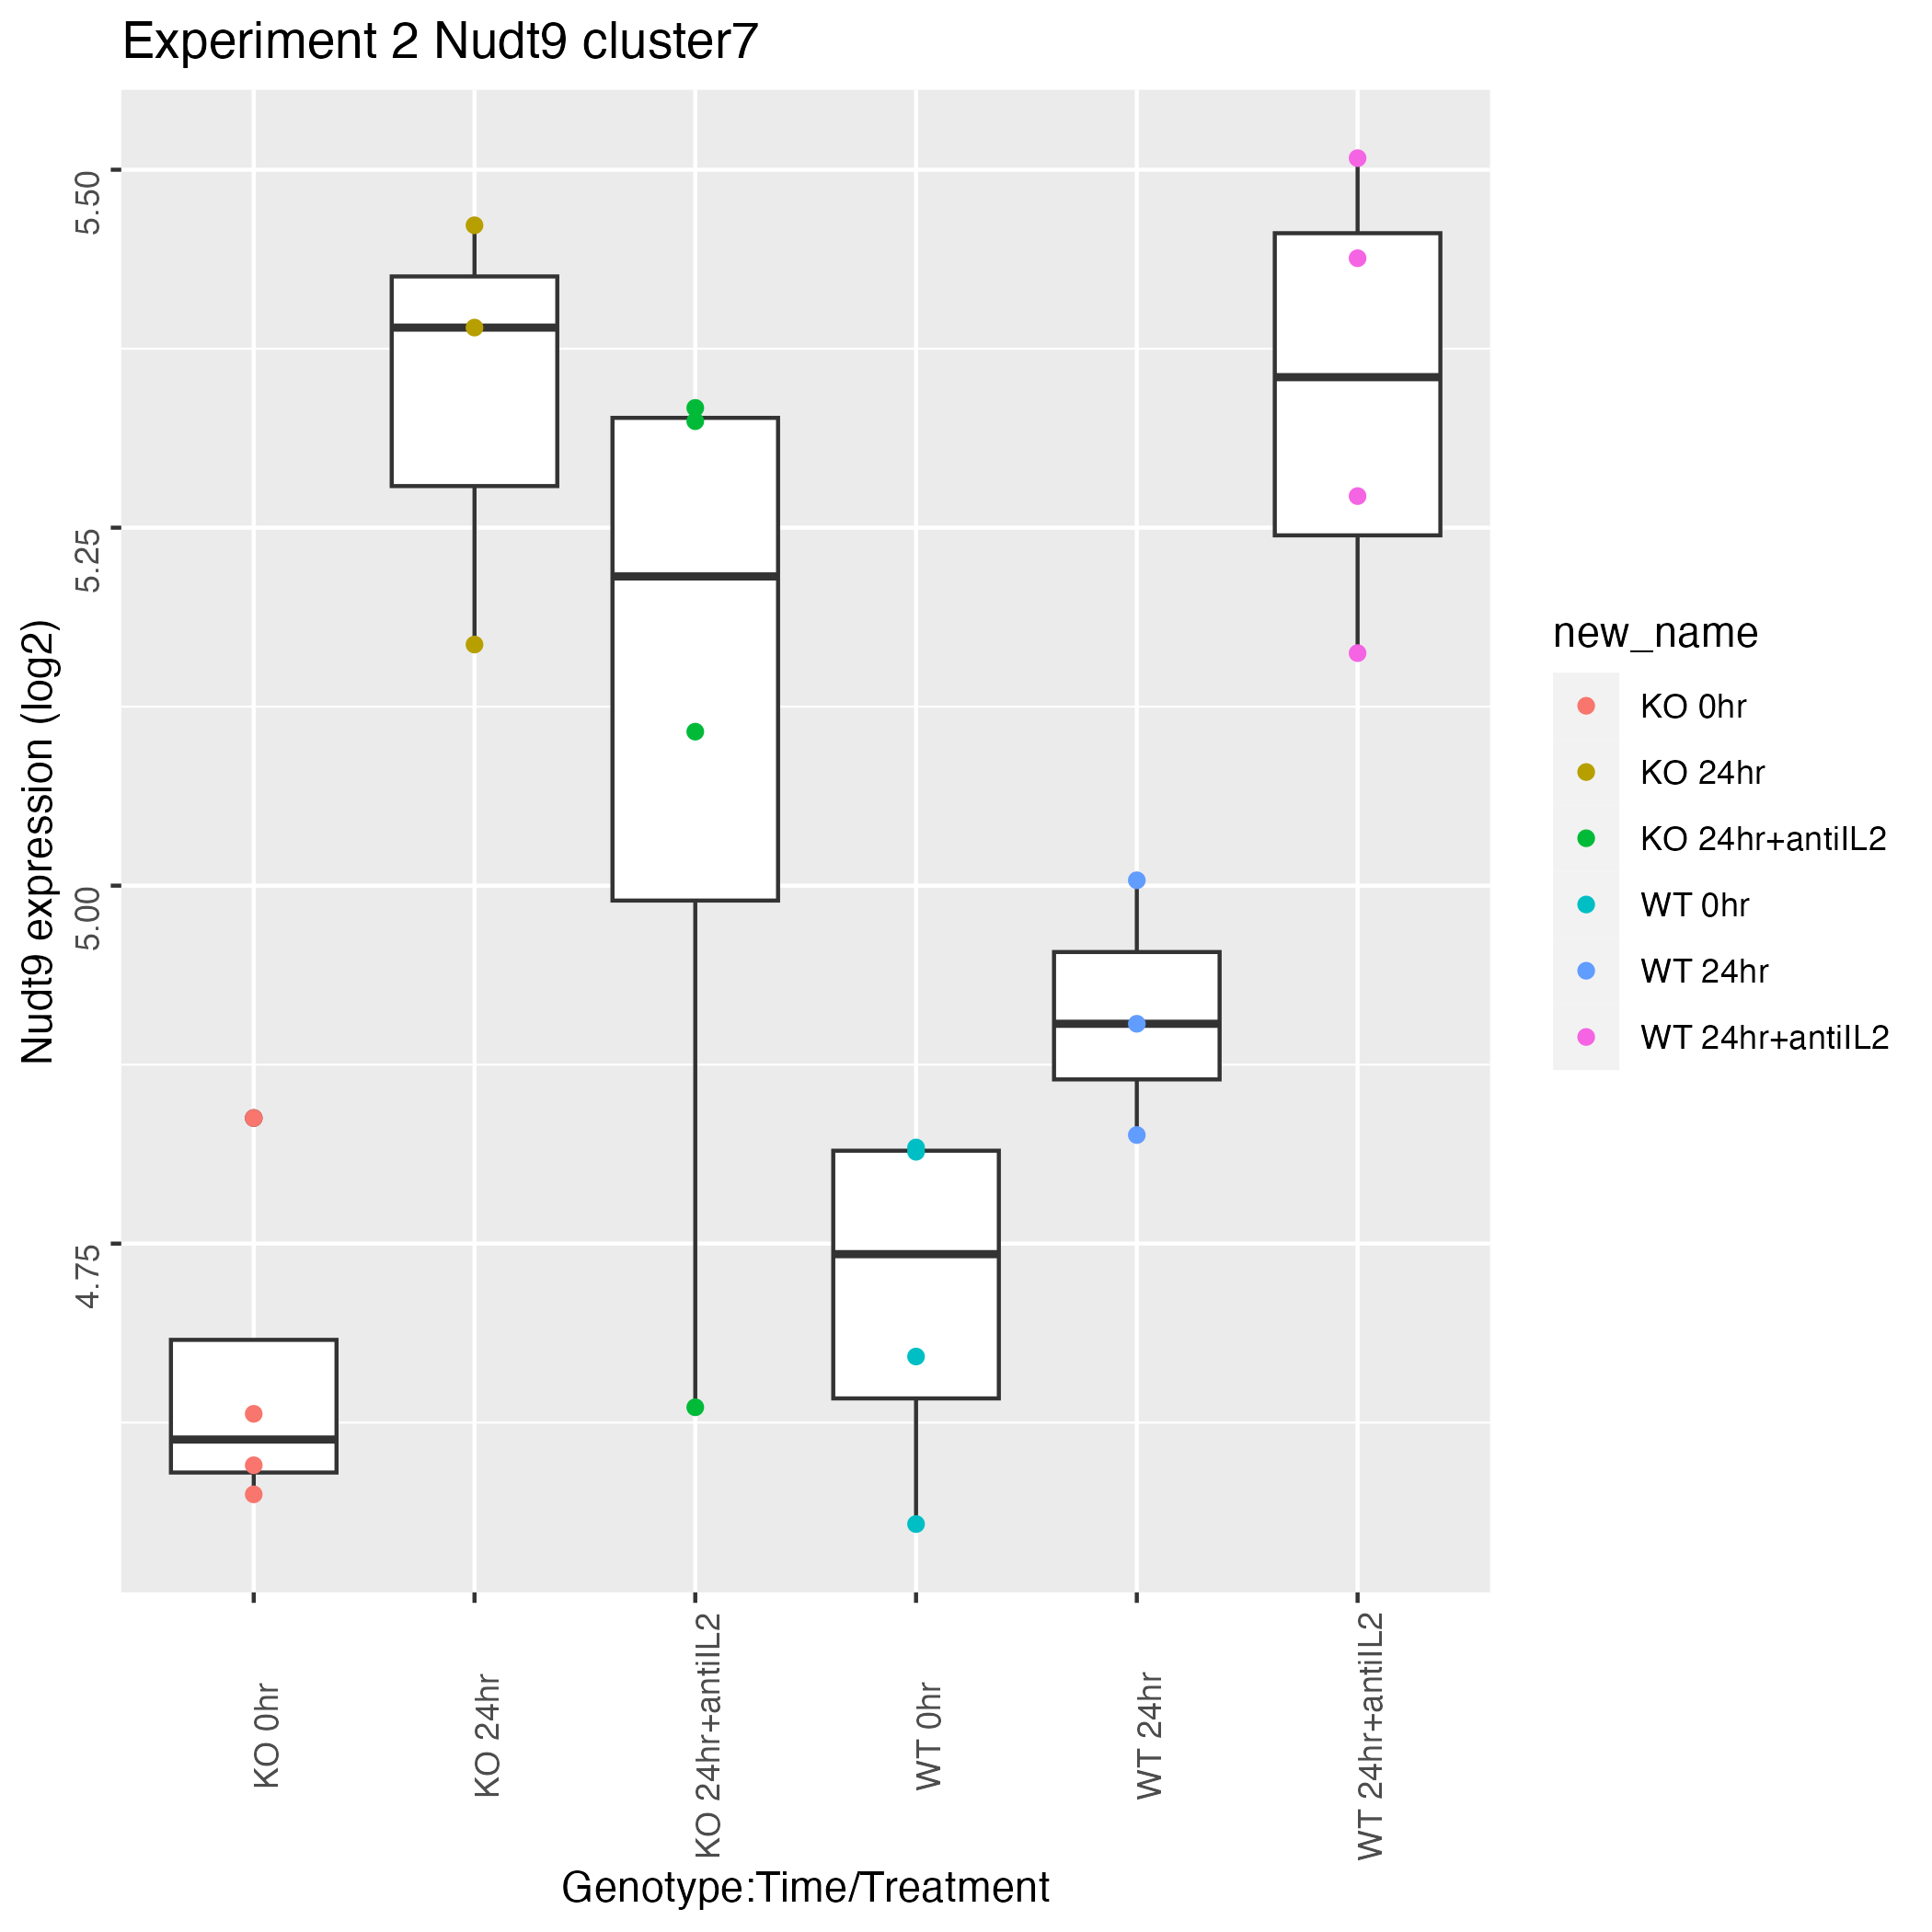 Experiment 2 Nudt9 cluster7
Nudt9 expression (log2)
5.50
5.25
5.00
4.75
KO 0hr
KO 24hr
KO 24hr+antiIL2
WT 0hr
WT 24hr
WT 24hr+antiIL2
Genotype:Time/Treatment
new_name
KO 0hr
KO 24hr
KO 24hr+antiIL2
WT 0hr
WT 24hr
WT 24hr+antiIL2